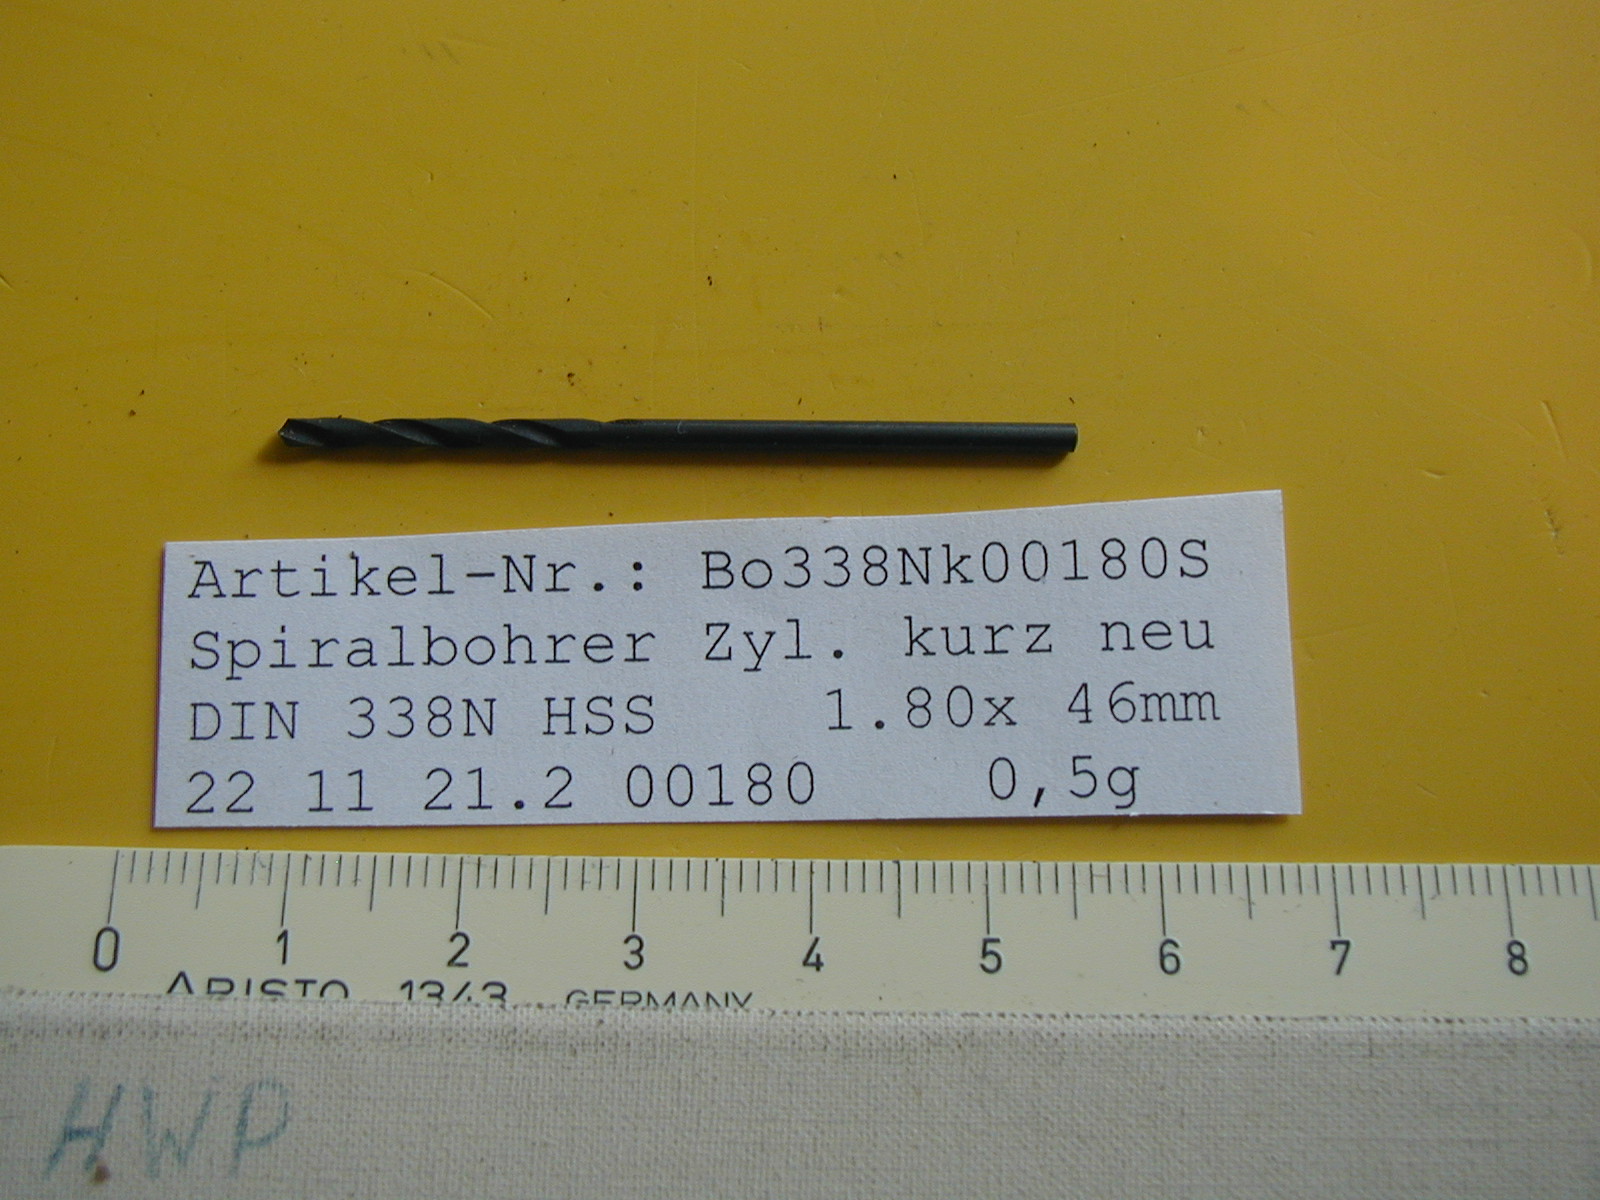 Artikel-Nr.: Bo338Nk00180S
Spiralbohrer Zyl. kurz neu
DIN 338N HSS 1.80x 46mm
22 11 21.2 00180 0,5g
0 1 2 3 4 5 6 7 8
ARISTO 1343 GERMANY
HWP